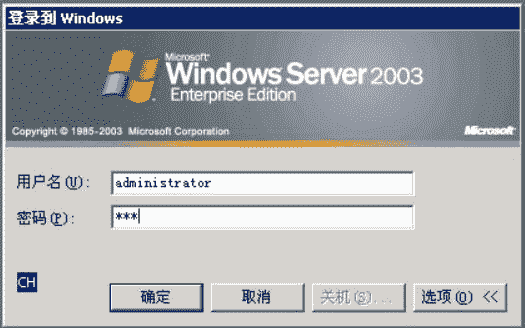 登录到 Windows
Microsoft
Windows Server 2003
Enterprise Edition
Copyright © 1985-2003 Microsoft Corporation
Microsoft
用户名(U):
administrator
密码(P):
***
CH
确定
取消
关机(S)...
选项(O) <<